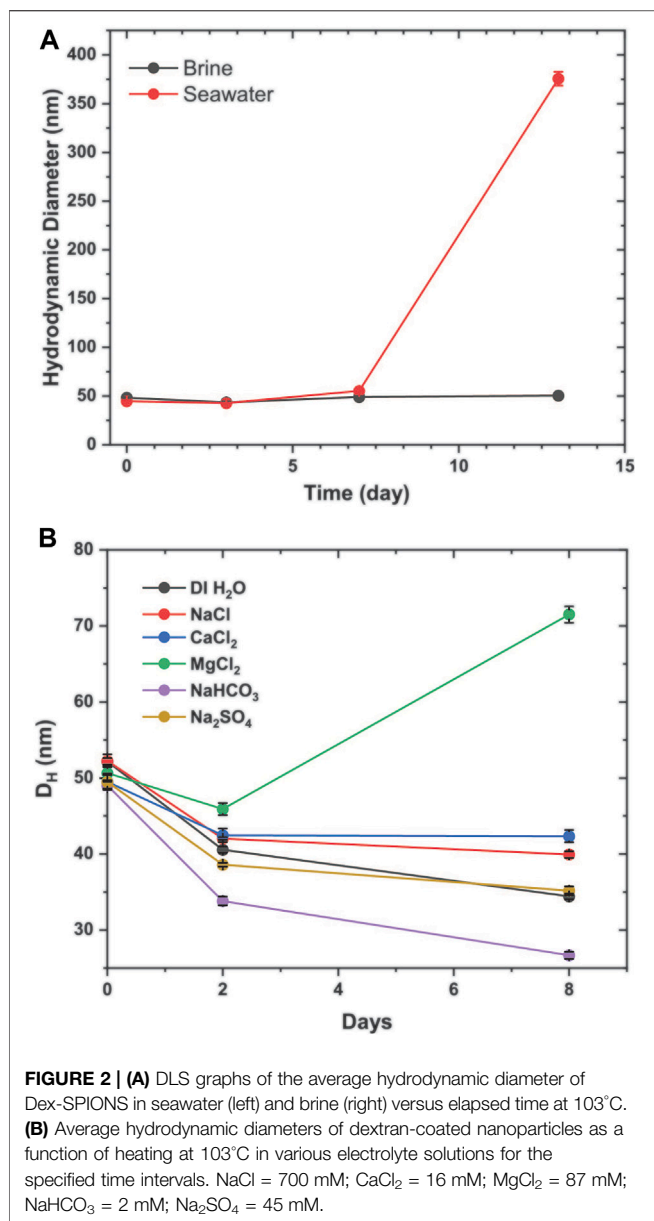 A
Brine
Seawater
Hydrodynamic Diameter (nm)
400
350
300
250
200
150
100
50
0
0 5 10 15
Time (day)
B
DI H₂O
NaCl
CaCl₂
MgCl₂
NaHCO₃
Na₂SO₄
D_H (nm)
80
70
60
50
40
30
0 2 4 6 8
Days
FIGURE 2 | (A) DLS graphs of the average hydrodynamic diameter of
Dex-SPIONS in seawater (left) and brine (right) versus elapsed time at 103°C.
(B) Average hydrodynamic diameters of dextran-coated nanoparticles as a
function of heating at 103°C in various electrolyte solutions for the
specified time intervals. NaCl = 700 mM; CaCl₂ = 16 mM; MgCl₂ = 87 mM;
NaHCO₃ = 2 mM; Na₂SO₄ = 45 mM.